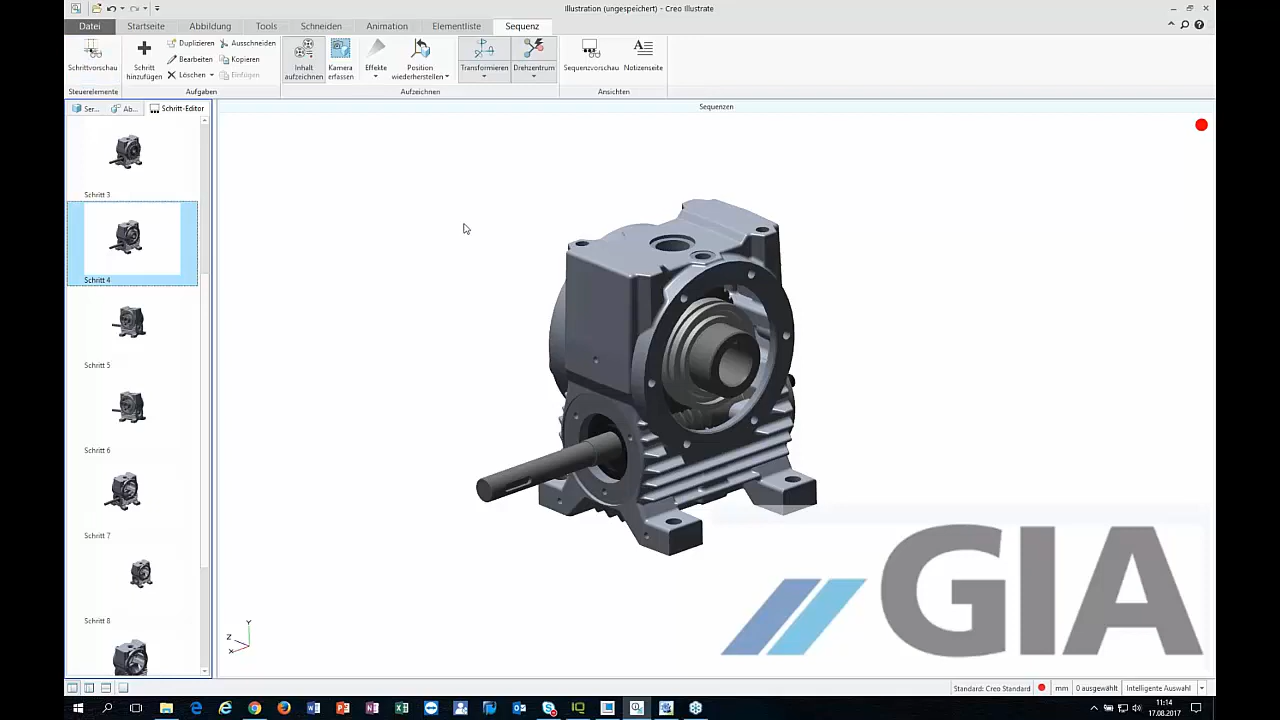 Illustration (ungespeichert) - Creo Illustrate
Datei Startseite Abbildung Tools Schneiden Animation Elementliste Sequenz
Schrittvorschau
Schritt hinzufügen
Duplizieren
Bearbeiten
Löschen
Ausschneiden
Kopieren
Einfügen
Inhalt aufzeichnen
Kamera erfassen
Effekte
Position wiederherstellen
Transformieren
Drehzentrum
Sequenzvorschau
Notizenseite
Steuerelemente Aufgaben Aufzeichnen Ansichten
Ser... Ab... Schritt-Editor
Sequenzen
Schritt 3
Schritt 4
Schritt 5
Schritt 6
Schritt 7
Schritt 8
Y
Z
X
GIA
Standard: Creo Standard mm 0 ausgewählt Intelligente Auswahl
11:14
17.08.2017